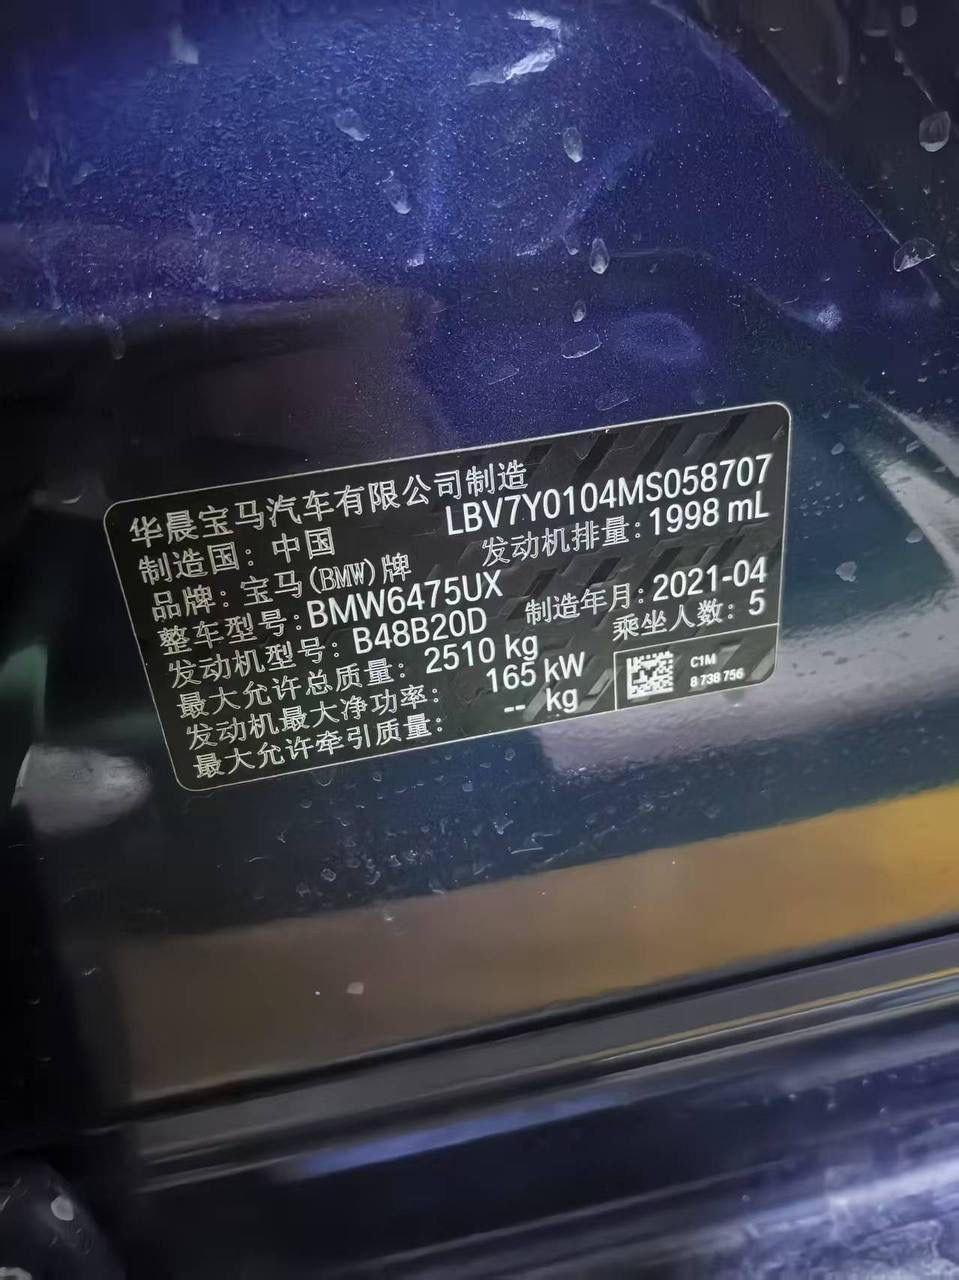 华晨宝马汽车有限公司制造
制造国：中国 LBV7Y0104MS058707
品牌：宝马(BMW)牌 发动机排量：1998 mL
整车型号：BMW6475UX
发动机型号：B48B20D 制造年月：2021-04
最大允许总质量：2510 kg 乘坐人数：5
发动机最大净功率：165 kW
最大允许牵引质量：-- kg
C1M
8 738 756